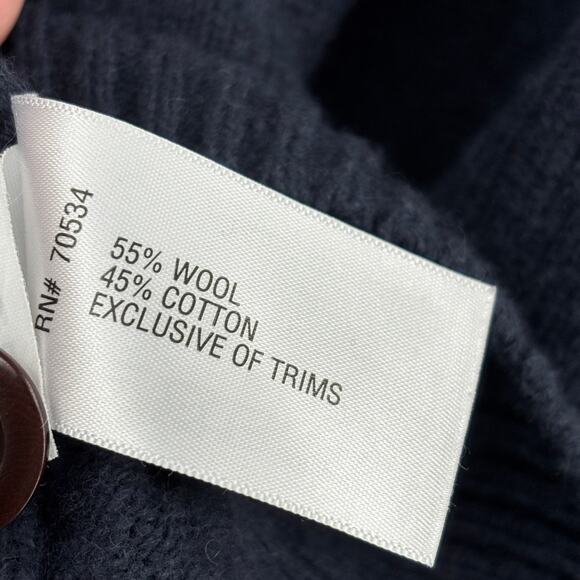 RN# 70534
55% WOOL
45% COTTON
EXCLUSIVE OF TRIMS